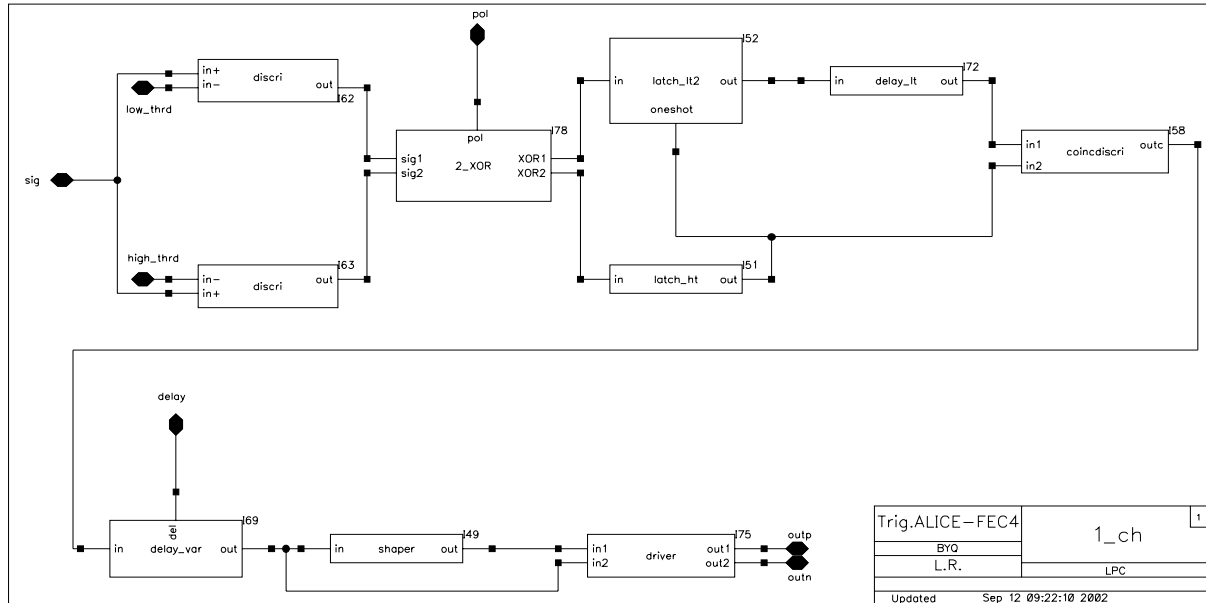 pol
I52
in+
in-
discri
out
I62
low_thrd
in
latch_lt2
out
oneshot
I72
in
delay_lt
out
I78
pol
sig1
sig2
2_XOR
XOR1
XOR2
I58
in1
in2
coincdiscri
outc
sig
high_thrd
I63
in-
in+
discri
out
I51
in
latch_ht
out
delay
I69
del
in
delay_var
out
I49
in
shaper
out
I75
in1
in2
driver
out1
out2
outp
outn
Trig.ALICE-FEC4
1_ch
1
BYQ
L.R.
LPC
Updated Sep 12 09:22:10 2002